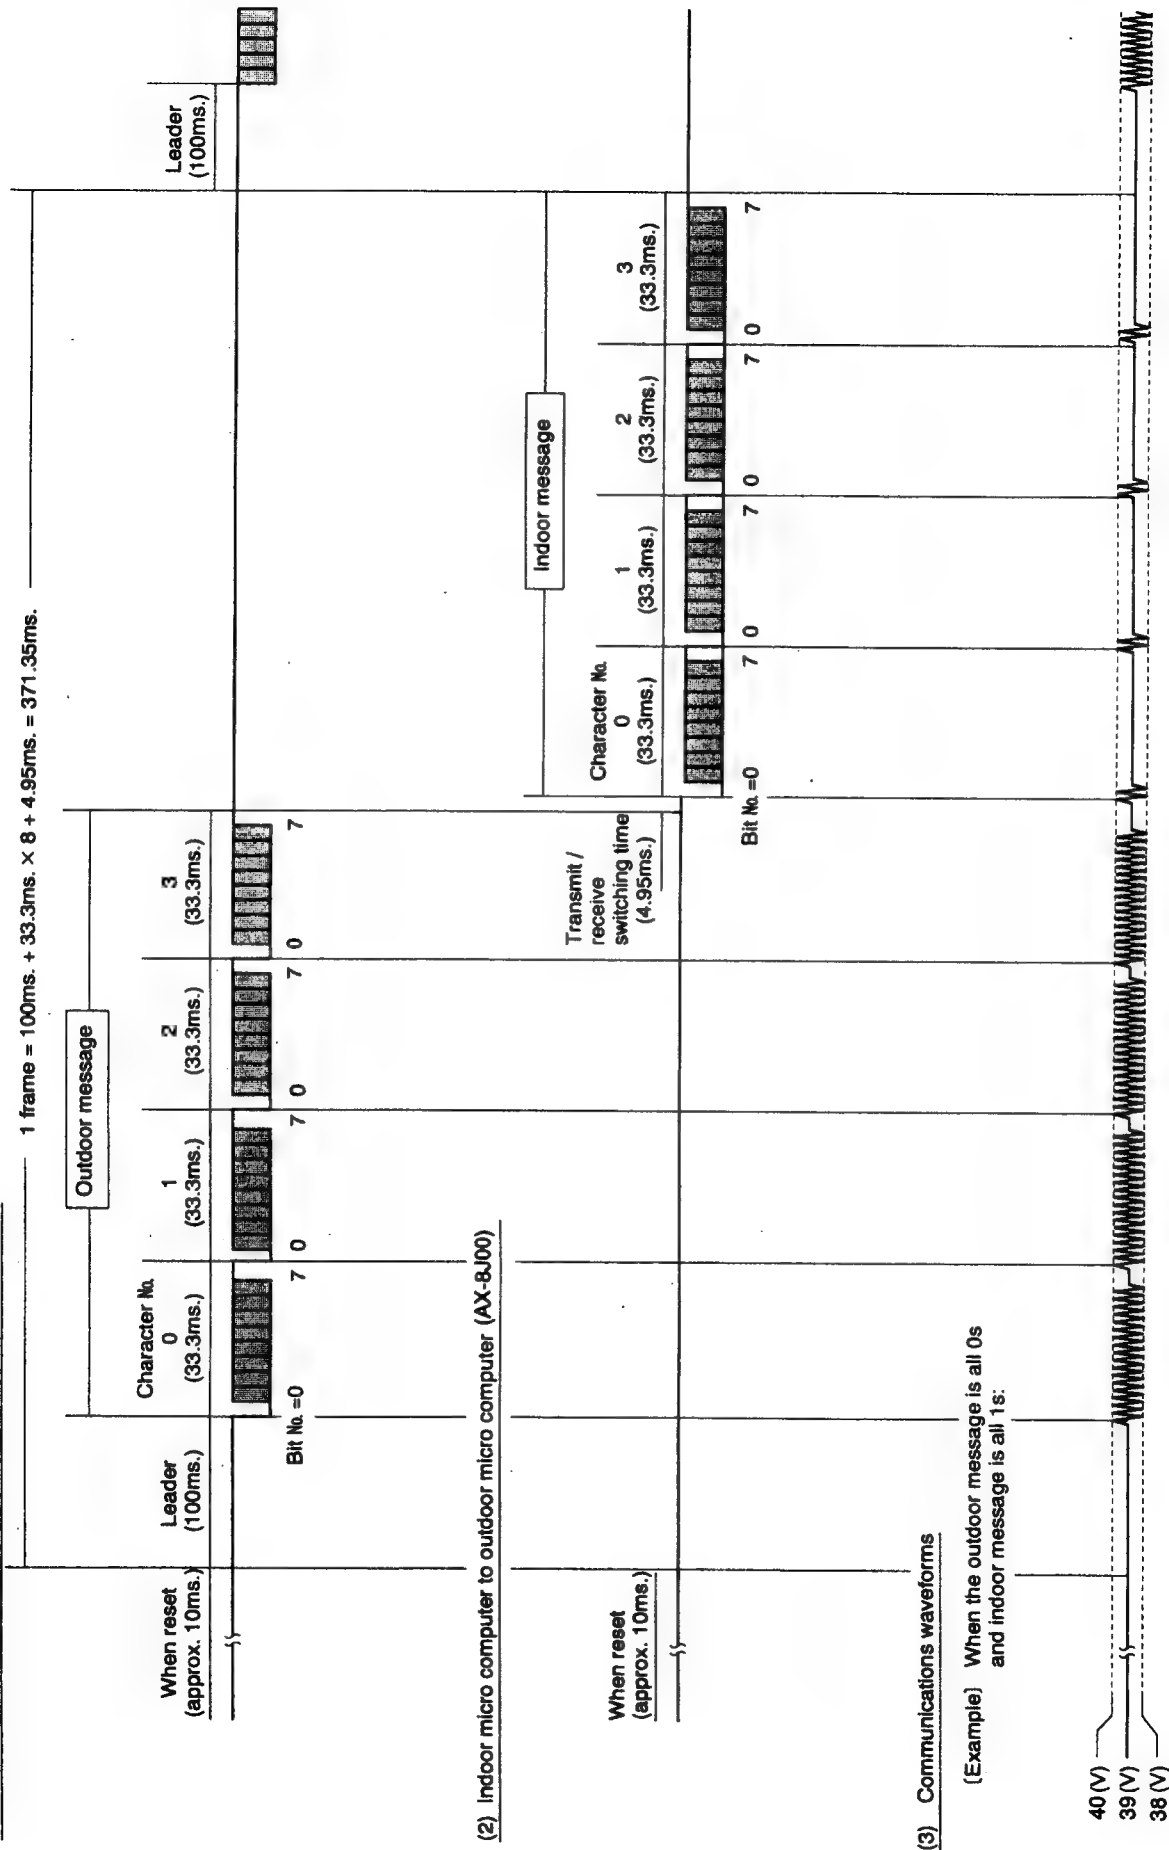 1 frame = 100ms. + 33.3ms. × 8 + 4.95ms. = 371.35ms.
Outdoor message
When reset
(approx. 10ms.)
Leader
(100ms.)
Character No.
0
(33.3ms.)
1
(33.3ms.)
2
(33.3ms.)
3
(33.3ms.)
Leader
(100ms.)
Bit No. =0
7
0
7
0
7
0
7
(2) Indoor micro computer to outdoor micro computer (AX-8J00)
Indoor message
When reset
(approx. 10ms.)
Transmit /
receive
switching time
(4.95ms.)
Character No.
0
(33.3ms.)
1
(33.3ms.)
2
(33.3ms.)
3
(33.3ms.)
Bit No. =0
7
0
7
0
7
0
7
(3) Communications waveforms
[Example] When the outdoor message is all 0s
and indoor message is all 1s:
40 (V)
39 (V)
38 (V)